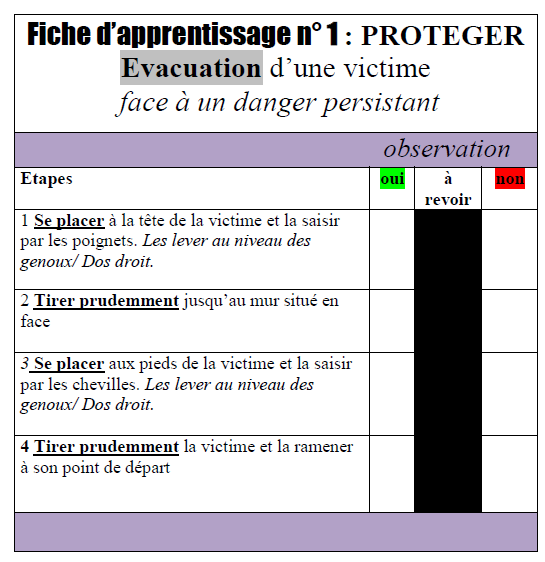 Fiche d'apprentissage n° 1 : PROTEGER
Evacuation d'une victime
face à un danger persistant
observation
Etapes
oui
à
revoir
non
1 Se placer à la tête de la victime et la saisir
par les poignets. Les lever au niveau des
genoux/ Dos droit.
2 Tirer prudemment jusqu'au mur situé en
face
3 Se placer aux pieds de la victime et la saisir
par les chevilles. Les lever au niveau des
genoux/ Dos droit.
4 Tirer prudemment la victime et la ramener
à son point de départ